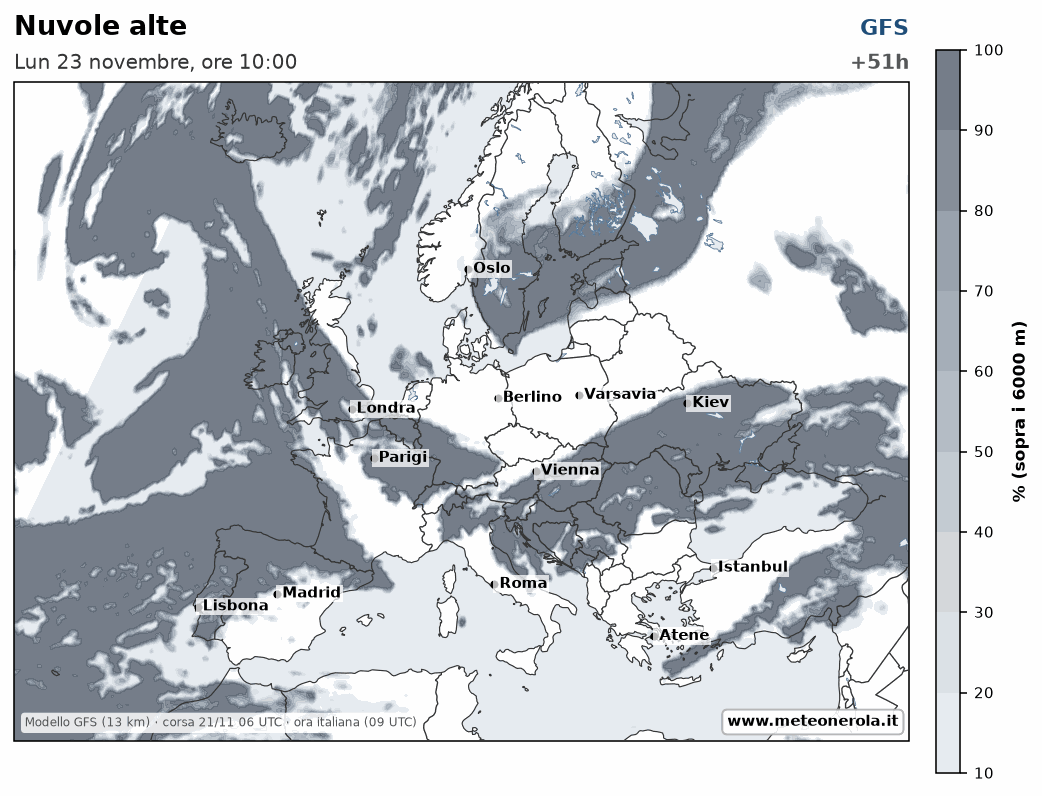 Nuvole alte
GFS
Lun 23 novembre, ore 10:00
+51h
100
90
80
70
60
50
40
30
20
10
% (sopra i 6000 m)
Oslo
Londra
Berlino
Varsavia
Kiev
Parigi
Vienna
Istanbul
Roma
Madrid
Lisbona
Atene
Modello GFS (13 km) · corsa 21/11 06 UTC · ora italiana (09 UTC)
www.meteonerola.it